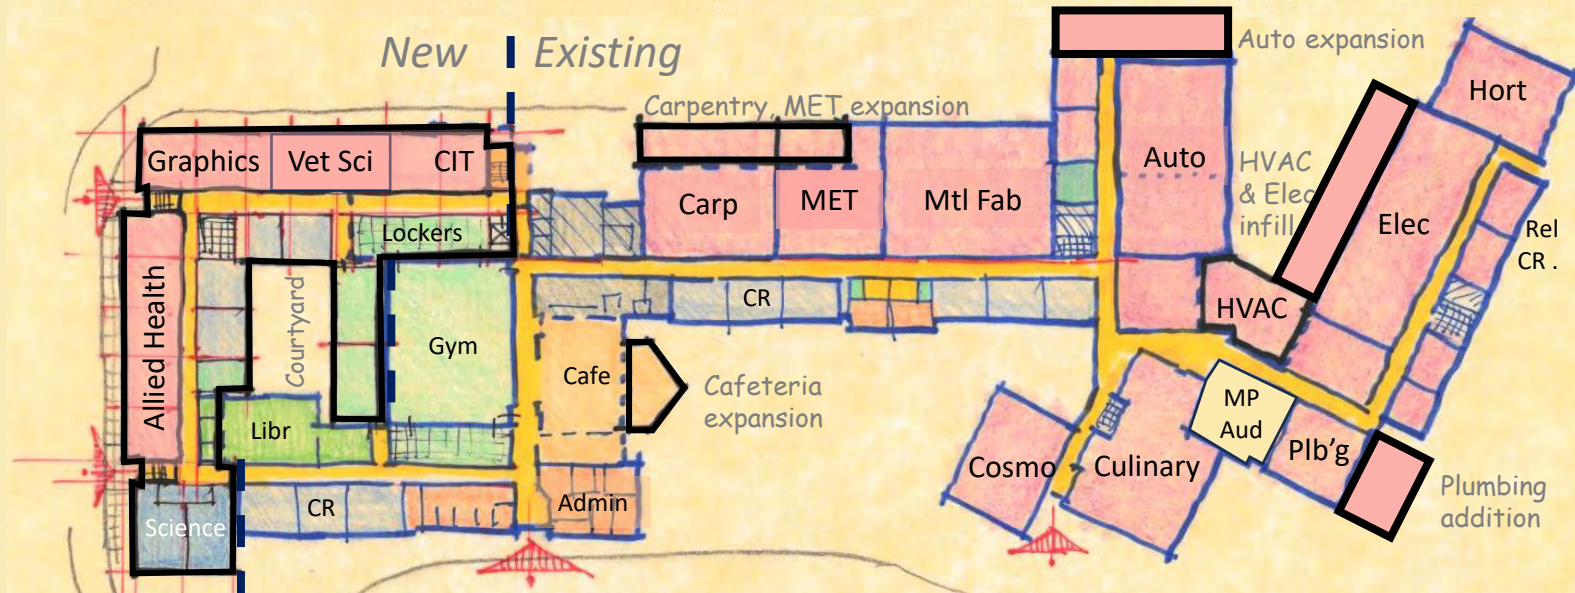 New
Existing
Auto expansion
Carpentry, MET expansion
Hort
Graphics
Vet Sci
CIT
Auto
HVAC
& Elec
infill
Carp
MET
Mtl Fab
Elec
Rel
CR .
Lockers
Allied Health
Courtyard
Gym
CR
HVAC
Cafe
Cafeteria
expansion
MP
Aud
Libr
Plb'g
Cosmo
Culinary
Science
CR
Admin
Plumbing
addition